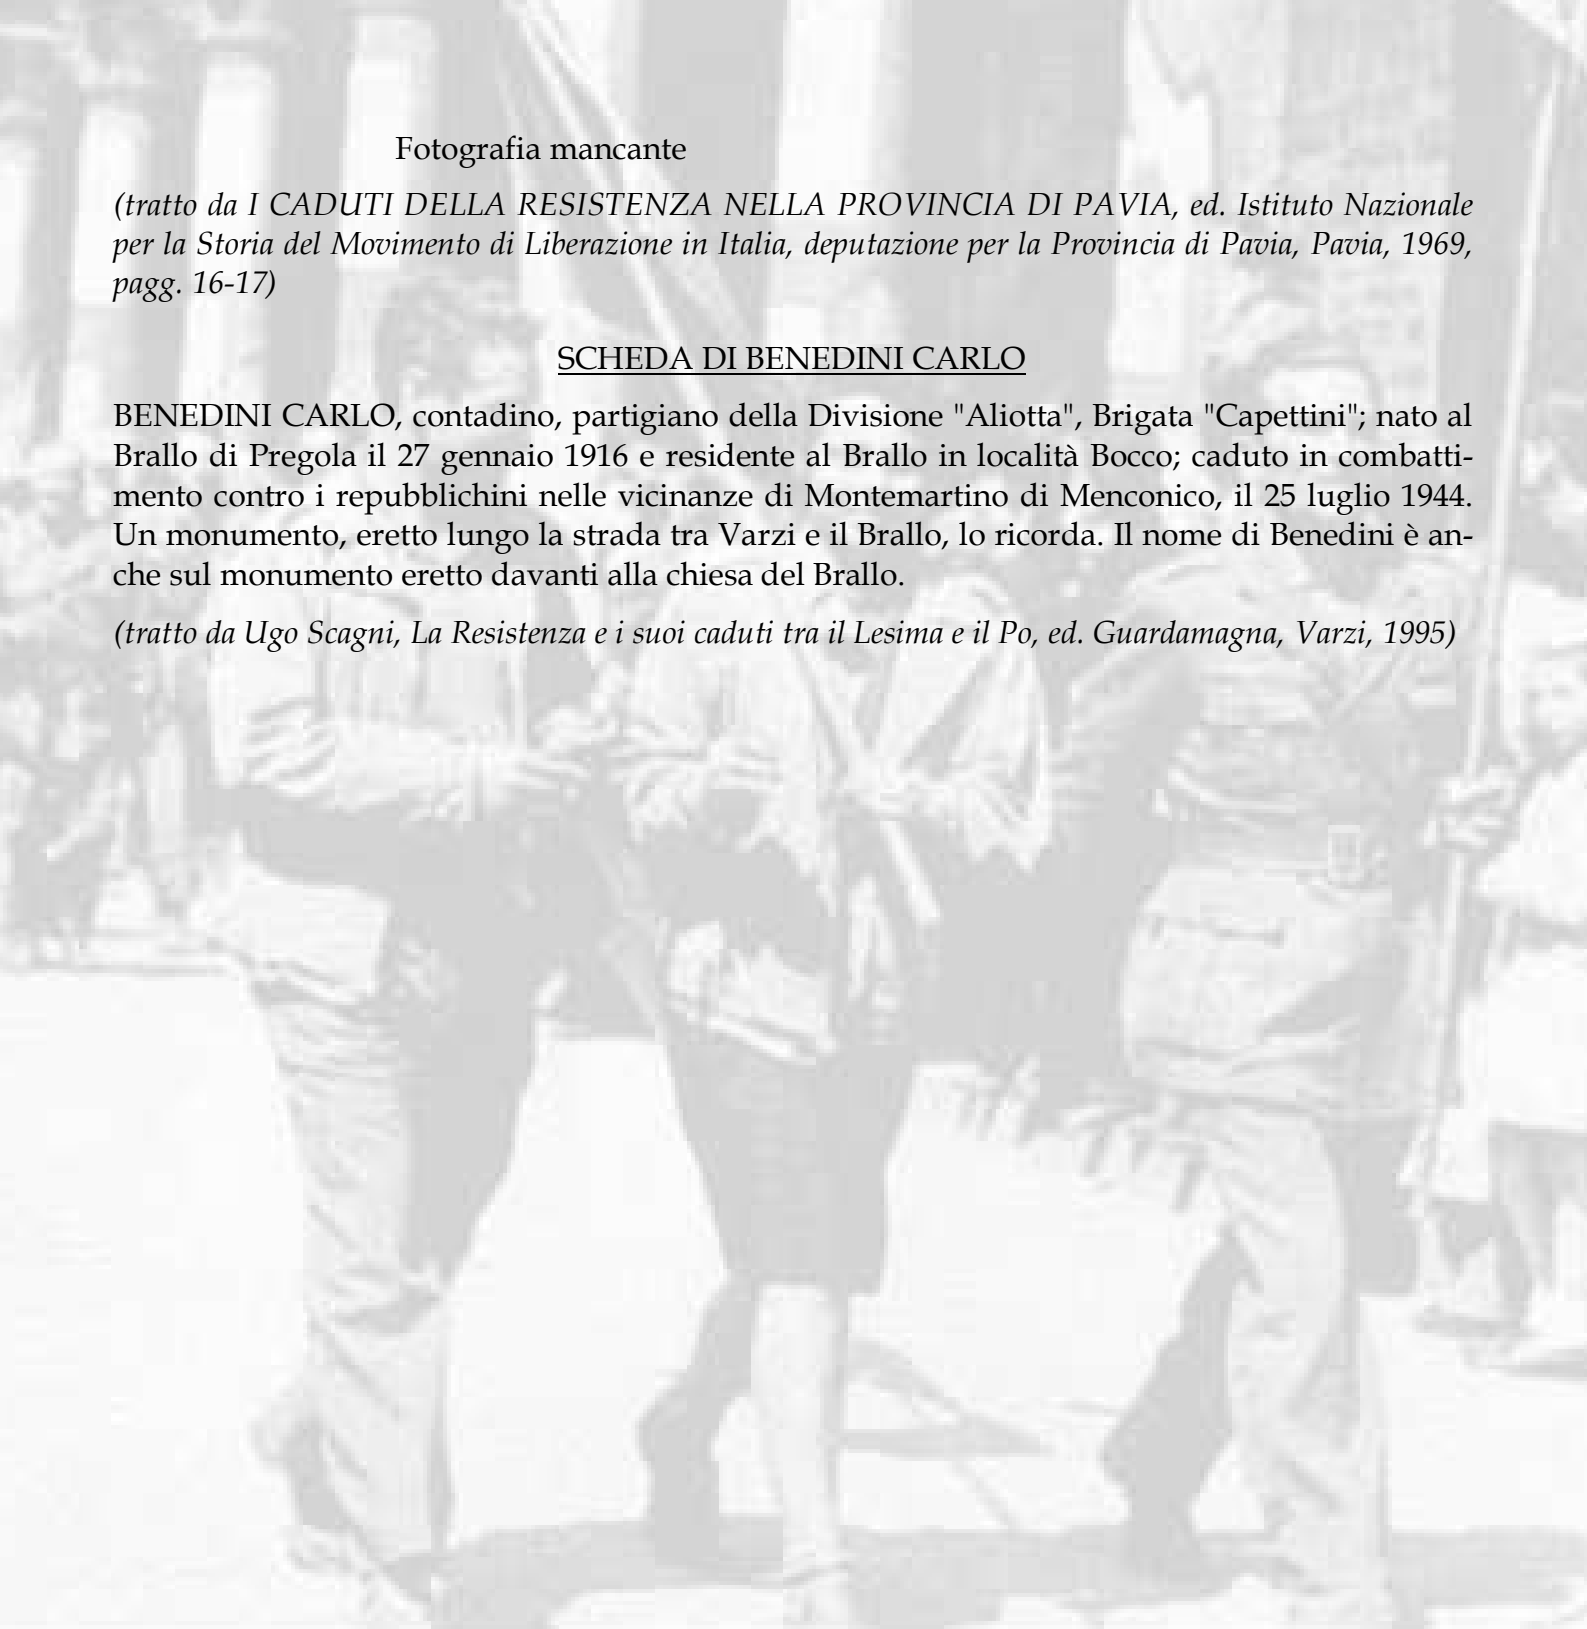 Fotografia mancante
(tratto da I CADUTI DELLA RESISTENZA NELLA PROVINCIA DI PAVIA, ed. Istituto Nazionale
per la Storia del Movimento di Liberazione in Italia, deputazione per la Provincia di Pavia, Pavia, 1969,
pagg. 16-17)
SCHEDA DI BENEDINI CARLO
BENEDINI CARLO, contadino, partigiano della Divisione "Aliotta", Brigata "Capettini"; nato al
Brallo di Pregola il 27 gennaio 1916 e residente al Brallo in località Bocco; caduto in combatti-
mento contro i repubblichini nelle vicinanze di Montemartino di Menconico, il 25 luglio 1944.
Un monumento, eretto lungo la strada tra Varzi e il Brallo, lo ricorda. Il nome di Benedini è an-
che sul monumento eretto davanti alla chiesa del Brallo.
(tratto da Ugo Scagni, La Resistenza e i suoi caduti tra il Lesima e il Po, ed. Guardamagna, Varzi, 1995)